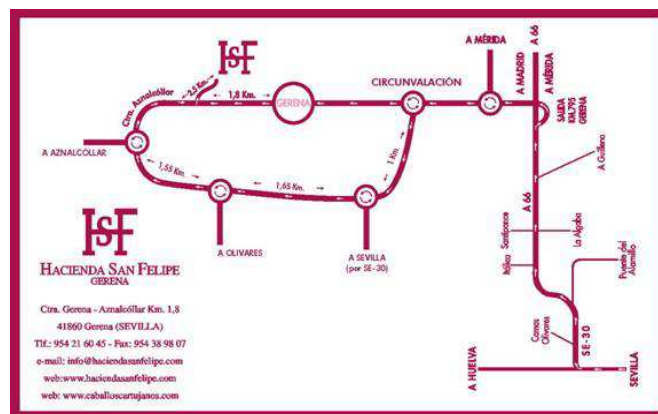 HSF
2,5 Km.
Ctra. Aznalcóllar
1,8 Km.
GERENA
CIRCUNVALACIÓN
A MÉRIDA
A MADRID
A 66
A MÉRIDA
SALIDA
KM.795
GERENA
A AZNALCÓLLAR
1,55 Km.
1,65 Km.
1 Km.
A OLIVARES
A SEVILLA
(por SE-30)
A Guillena
A 66
Santiponce
La Algaba
Itálica
Puente del
Alamillo
Camas
Olivares
SE-30
A HUELVA
SEVILLA
HSF
HACIENDA SAN FELIPE
GERENA
Ctra. Gerena - Aznalcóllar Km. 1,8
41860 Gerena (SEVILLA)
Tlf.: 954 21 60 45 - Fax: 954 38 98 07
e-mail: info@haciendasanfelipe.com
web:www.haciendasanfelipe.com
web: www.caballoscartujanos.com